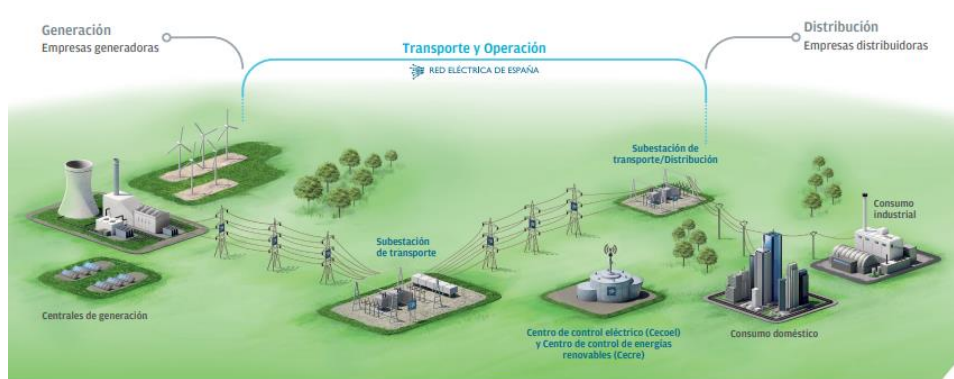 Generación
Empresas generadoras
Transporte y Operación
RED ELÉCTRICA DE ESPAÑA
Distribución
Empresas distribuidoras
Subestación de
transporte/Distribución
Consumo
industrial
Subestación
de transporte
Centrales de generación
Centro de control eléctrico (Cecoel)
y Centro de control de energías
renovables (Cecre)
Consumo doméstico